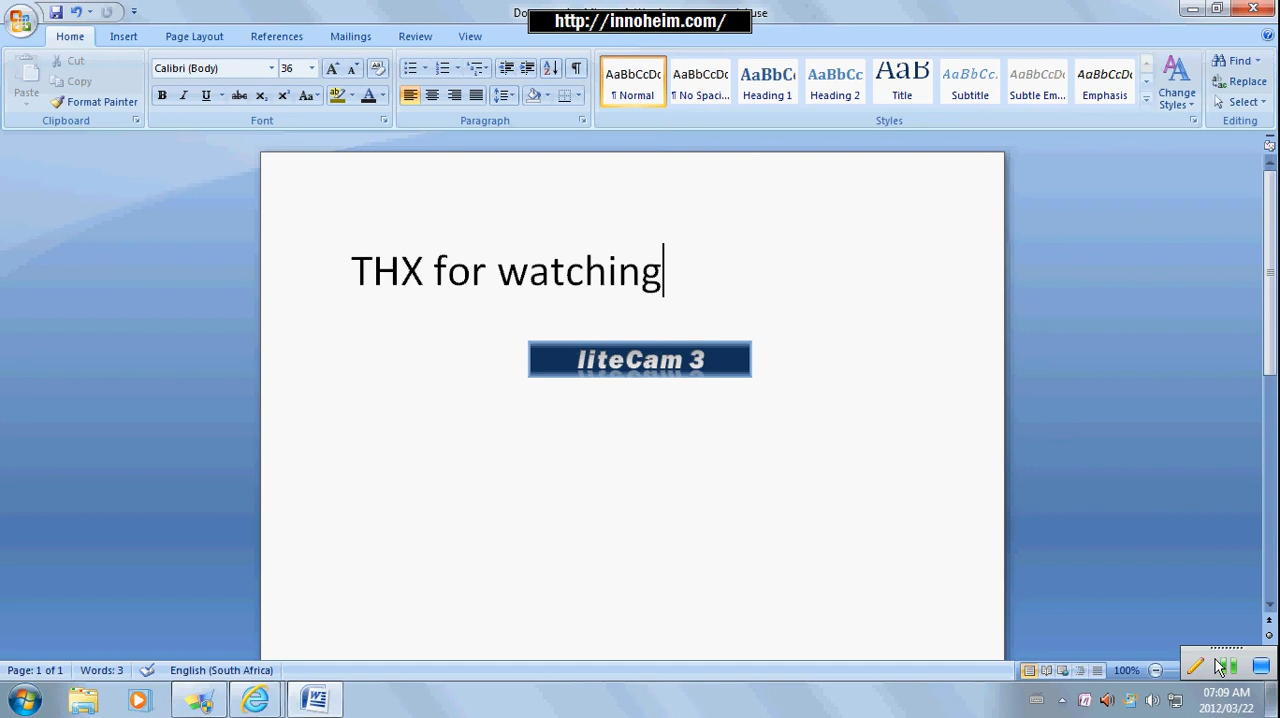 http://innoheim.com/
Home Insert Page Layout References Mailings Review View
Cut
Copy
Format Painter
Paste
Clipboard
Calibri (Body) 36
Font
Paragraph
AaBbCcDc AaBbCcDc AaBbC AaBbCc AaB AaBbCc. AaBbCcDc AaBbCcDc
¶ Normal ¶ No Spaci... Heading 1 Heading 2 Title Subtitle Subtle Em... Emphasis
Change
Styles
Styles
Find
Replace
Select
Editing
THX for watching
liteCam 3
Page: 1 of 1 Words: 3 English (South Africa) 100%
07:09 AM
2012/03/22